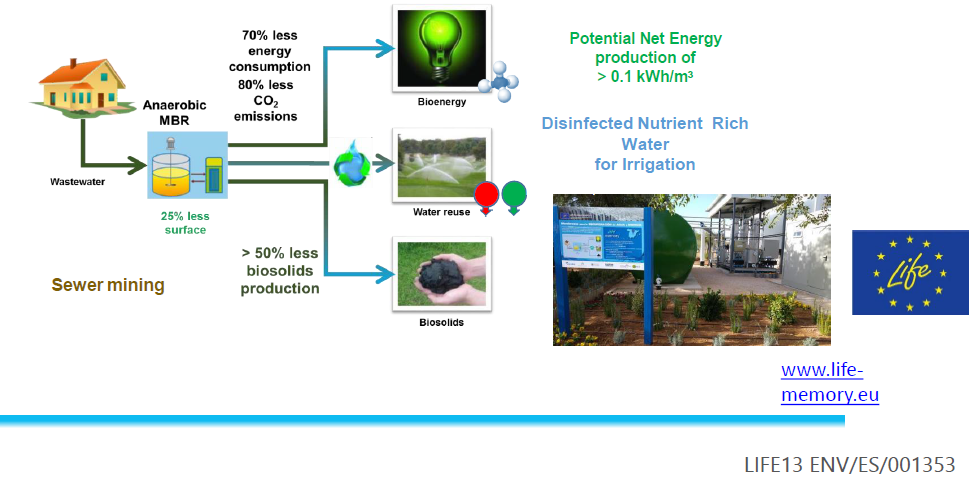 70% less
energy
consumption
80% less
CO₂
emissions
Bioenergy
Potential Net Energy
production of
> 0.1 kWh/m³
Anaerobic
MBR
Wastewater
25% less
surface
Water reuse
Disinfected Nutrient Rich
Water
for Irrigation
> 50% less
biosolids
production
Biosolids
Sewer mining
Life
www.life-
memory.eu
LIFE13 ENV/ES/001353